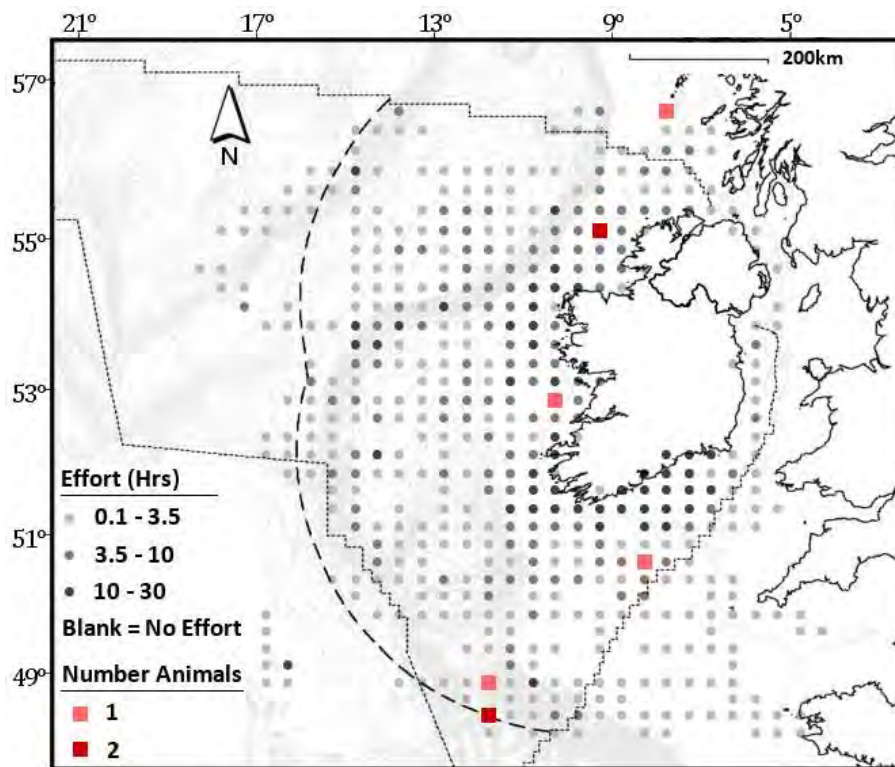 21º 17º 13º 9º 5º
200km
57º
N
55º
53º
Effort (Hrs)
0.1 - 3.5
51º
3.5 - 10
10 - 30
Blank = No Effort
49º
Number Animals
1
2